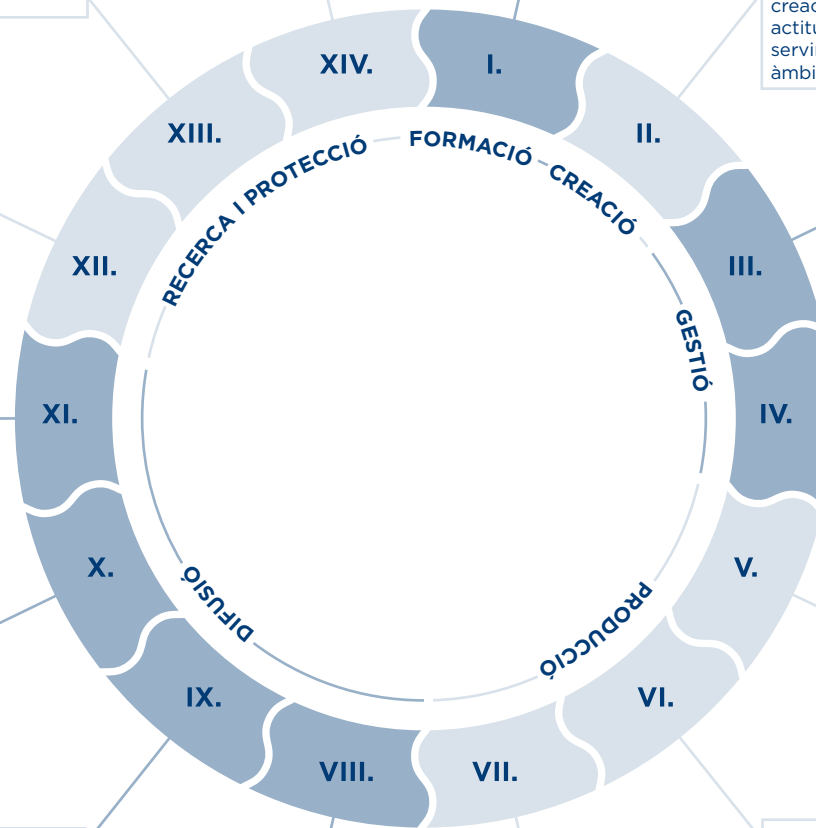 I.
II.
III.
IV.
V.
VI.
VII.
VIII.
IX.
X.
XI.
XII.
XIII.
XIV.
FORMACIÓ
CREACIÓ
GESTIÓ
PRODUCCIÓ
DIFUSIÓ
RECERCA I PROTECCIÓ